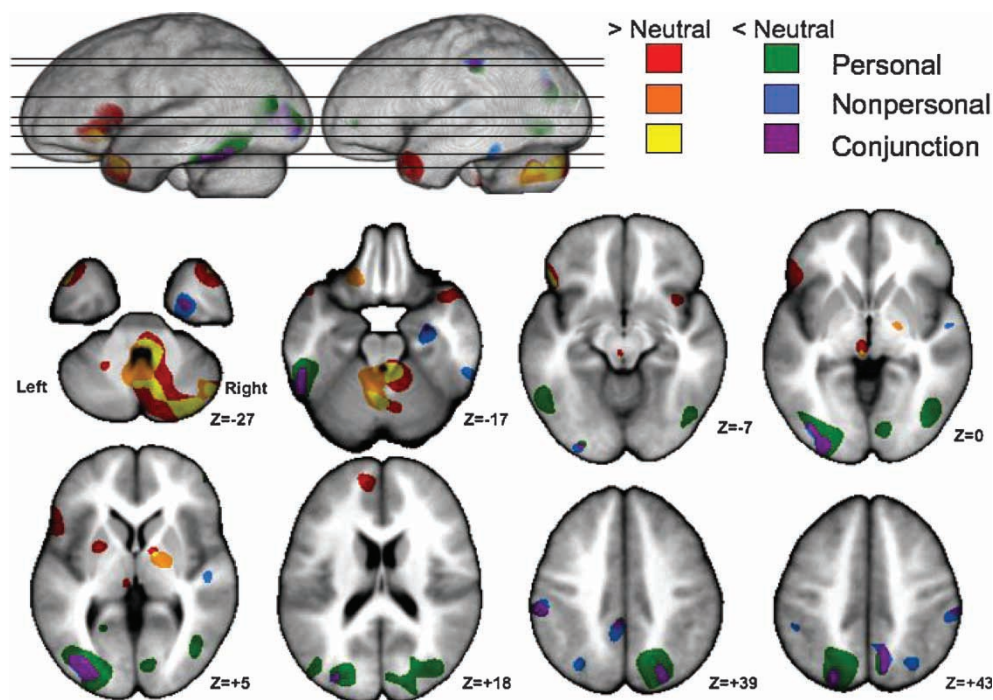 > Neutral < Neutral
Personal
Nonpersonal
Conjunction
Left
Right
Z=-27
Z=-17
Z=-7
Z=0
Z=+5
Z=+18
Z=+39
Z=+43